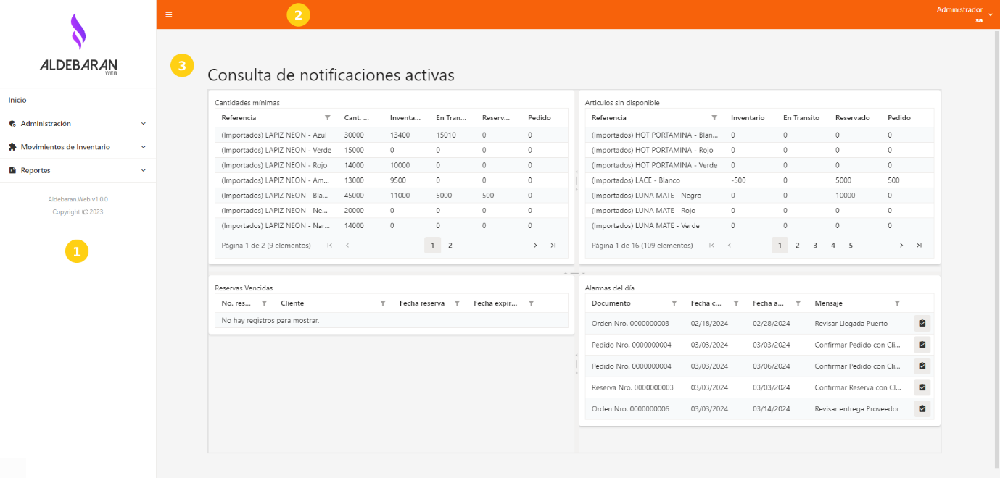 ALDEBARAN
WEB
Inicio
Administración
Movimientos de Inventario
Reportes
Aldebaran.Web v1.0.0
Copyright © 2023
1
2
Administrador
sa
3
Consulta de notificaciones activas
Cantidades mínimas
Referencia Cant. ... Inventa... En Tran... Reserv... Pedido
(Importados) LAPIZ NEON - Azul 30000 13400 15010 0 0
(Importados) LAPIZ NEON - Verde 15000 0 0 0 0
(Importados) LAPIZ NEON - Rojo 14000 10000 0 0 0
(Importados) LAPIZ NEON - Am... 13000 9500 0 0 0
(Importados) LAPIZ NEON - Bla... 45000 11000 5000 500 0
(Importados) LAPIZ NEON - Ne... 20000 0 0 0 0
(Importados) LAPIZ NEON - Nar... 14000 0 0 0 0
Página 1 de 2 (9 elementos) 1 2
Articulos sin disponible
Referencia Inventario En Transito Reservado Pedido
(Importados) HOT PORTAMINA - Blan... 0 0 0 0
(Importados) HOT PORTAMINA - Rojo 0 0 0 0
(Importados) HOT PORTAMINA - Verde 0 0 0 0
(Importados) LACE - Blanco -500 0 5000 500
(Importados) LUNA MATE - Negro 0 0 10000 0
(Importados) LUNA MATE - Rojo 0 0 0 0
(Importados) LUNA MATE - Verde 0 0 0 0
Página 1 de 16 (109 elementos) 1 2 3 4 5
Reservas Vencidas
No. res... Cliente Fecha reserva Fecha expir...
No hay registros para mostrar.
Alarmas del día
Documento Fecha c... Fecha a... Mensaje
Orden Nro. 0000000003 02/18/2024 02/28/2024 Revisar Llegada Puerto
Pedido Nro. 0000000004 03/03/2024 03/03/2024 Confirmar Pedido con Cli...
Pedido Nro. 0000000004 03/03/2024 03/06/2024 Confirmar Pedido con Cli...
Reserva Nro. 0000000003 03/03/2024 03/03/2024 Confirmar Reserva con Cl...
Orden Nro. 0000000006 03/03/2024 03/14/2024 Revisar entrega Proveedor